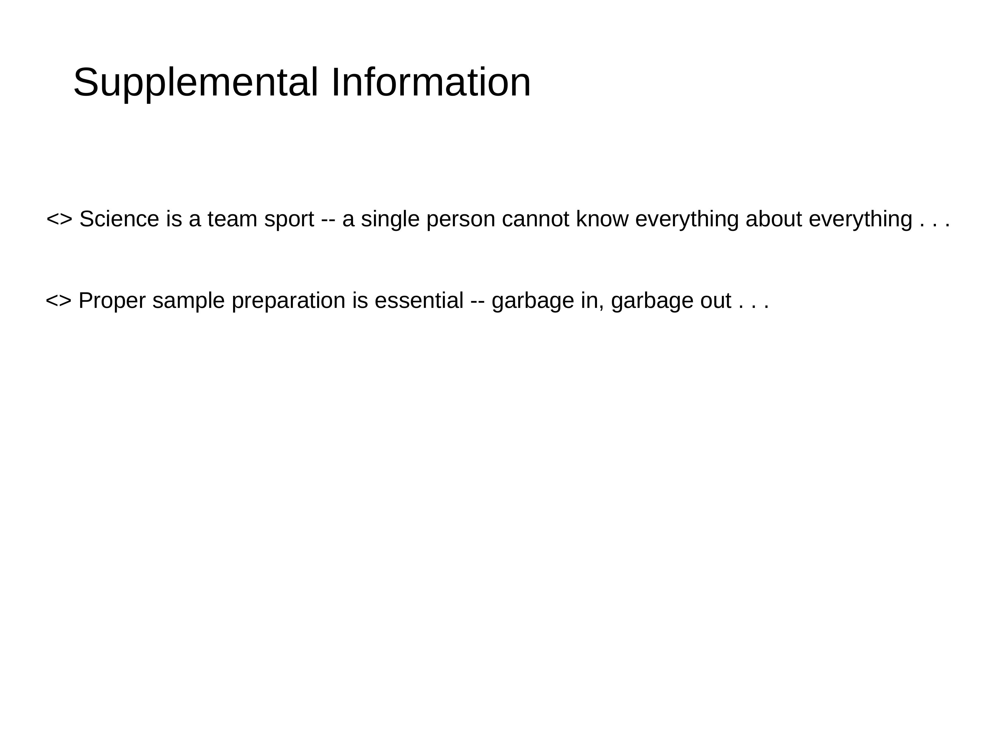 Supplemental Information
<> Science is a team sport -- a single person cannot know everything about everything . . .
<> Proper sample preparation is essential -- garbage in, garbage out . . .